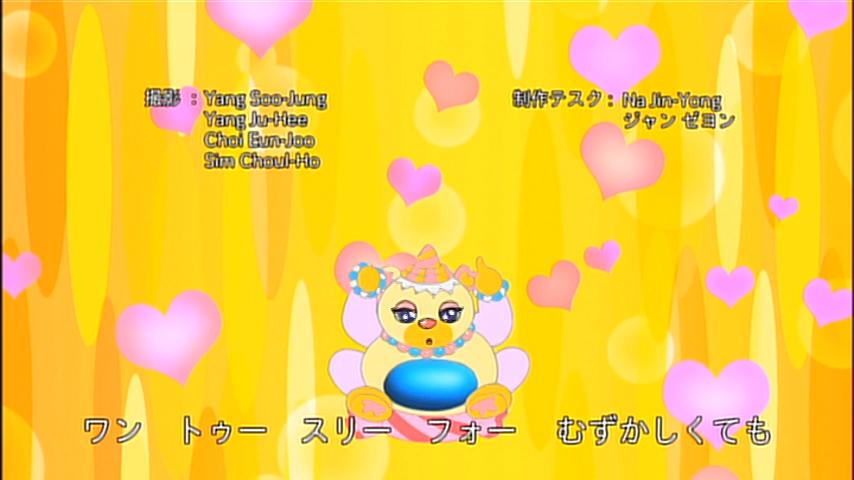 撮影：Yang Soo-Jung
Yang Ju-Hee
Choi Eun-Joo
Sim Choul-Ho
制作デスク：Na Jin-Yong
ジャン ゼヨン
ワン トゥー スリー フォー むずかしくても